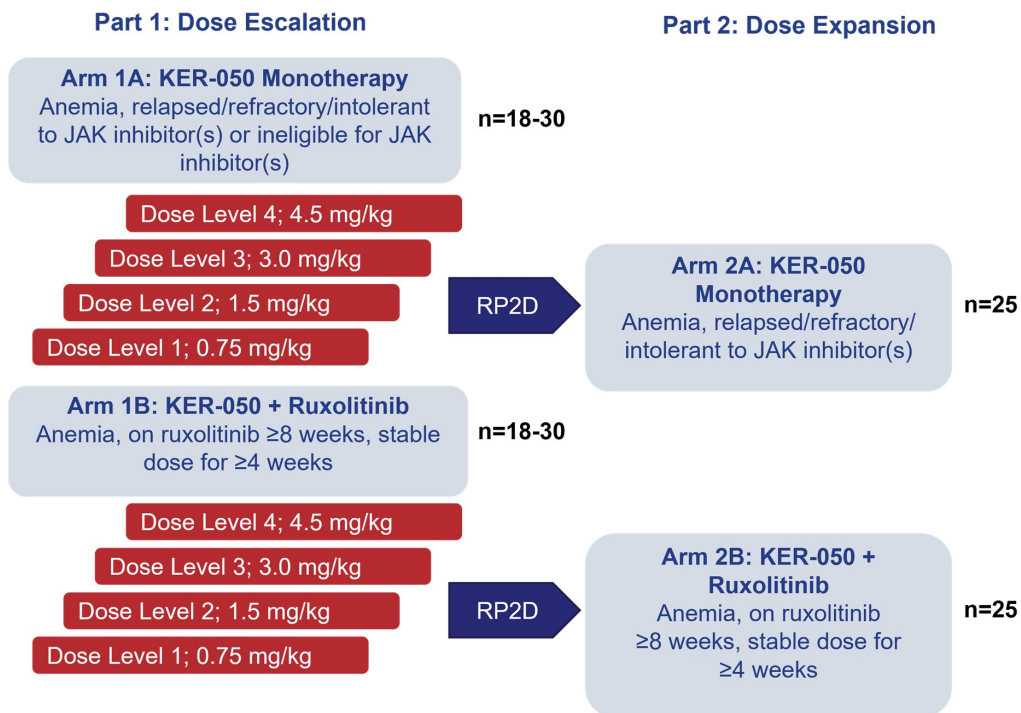 Part 1: Dose Escalation
Part 2: Dose Expansion
Arm 1A: KER-050 Monotherapy
Anemia, relapsed/refractory/intolerant
to JAK inhibitor(s) or ineligible for JAK
inhibitor(s)
n=18-30
Dose Level 4; 4.5 mg/kg
Dose Level 3; 3.0 mg/kg
Dose Level 2; 1.5 mg/kg
Dose Level 1; 0.75 mg/kg
RP2D
Arm 2A: KER-050
Monotherapy
Anemia, relapsed/refractory/
intolerant to JAK inhibitor(s)
n=25
Arm 1B: KER-050 + Ruxolitinib
Anemia, on ruxolitinib ≥8 weeks, stable
dose for ≥4 weeks
n=18-30
Dose Level 4; 4.5 mg/kg
Dose Level 3; 3.0 mg/kg
Dose Level 2; 1.5 mg/kg
Dose Level 1; 0.75 mg/kg
RP2D
Arm 2B: KER-050 +
Ruxolitinib
Anemia, on ruxolitinib
≥8 weeks, stable dose for
≥4 weeks
n=25